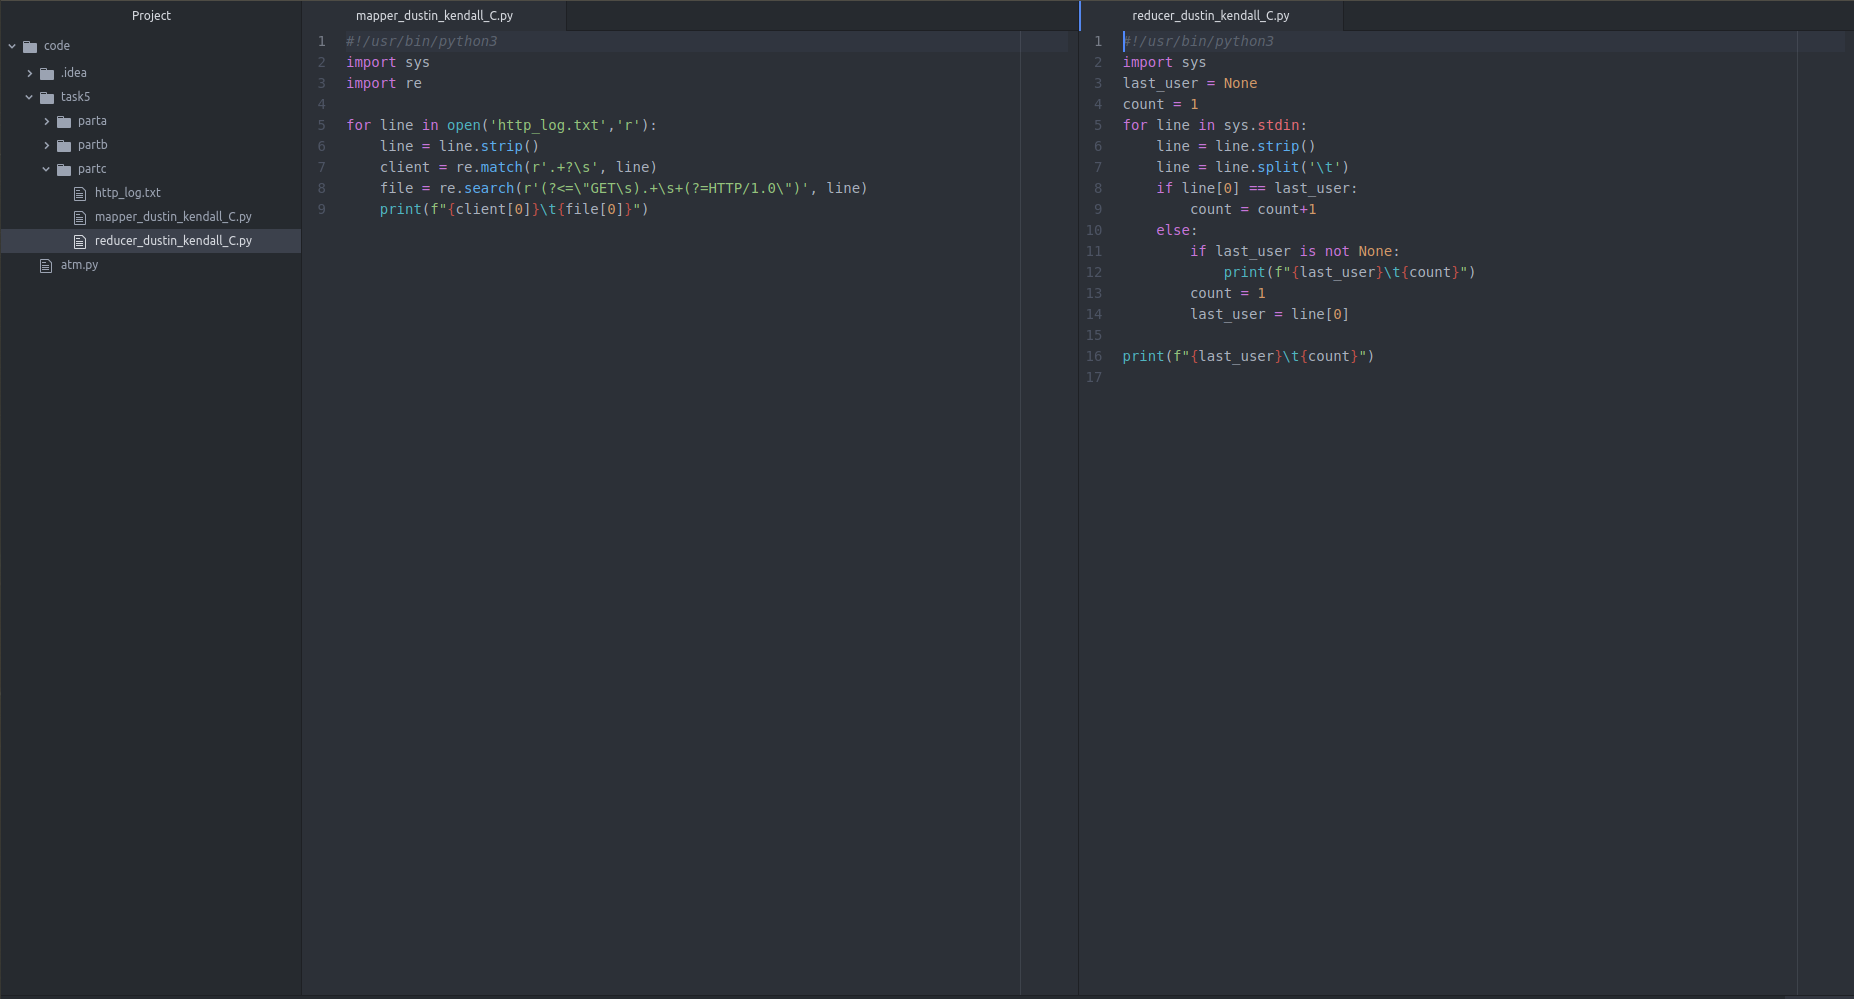 Project
code
.idea
task5
parta
partb
partc
http_log.txt
mapper_dustin_kendall_C.py
reducer_dustin_kendall_C.py
atm.py
mapper_dustin_kendall_C.py
1 #!/usr/bin/python3
2 import sys
3 import re
4
5 for line in open('http_log.txt','r'):
6     line = line.strip()
7     client = re.match(r'.+?\s', line)
8     file = re.search(r'(?<=\"GET\s).+\s+(?=HTTP/1.0\")', line)
9     print(f"{client[0]}\t{file[0]}")
reducer_dustin_kendall_C.py
1 #!/usr/bin/python3
2 import sys
3 last_user = None
4 count = 1
5 for line in sys.stdin:
6     line = line.strip()
7     line = line.split('\t')
8     if line[0] == last_user:
9         count = count+1
10     else:
11         if last_user is not None:
12             print(f"{last_user}\t{count}")
13         count = 1
14         last_user = line[0]
15
16 print(f"{last_user}\t{count}")
17